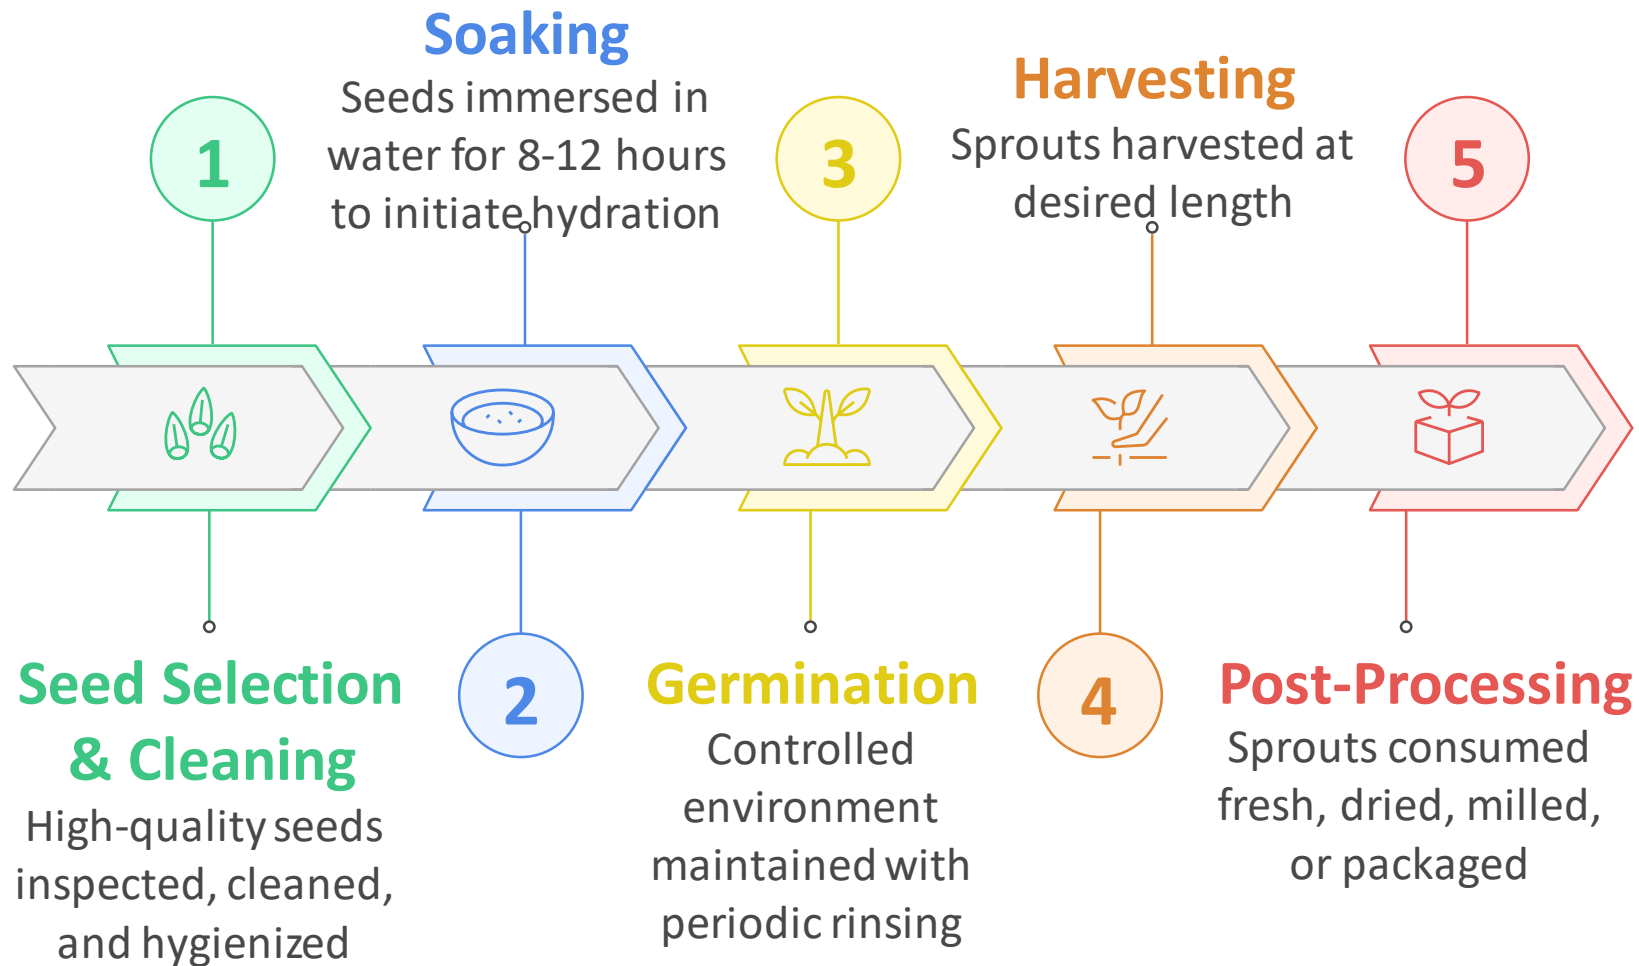 1
Seed Selection
& Cleaning
High-quality seeds
inspected, cleaned,
and hygienized
Soaking
Seeds immersed in
water for 8-12 hours
to initiate hydration
2
3
Germination
Controlled
environment
maintained with
periodic rinsing
Harvesting
Sprouts harvested at
desired length
4
5
Post-Processing
Sprouts consumed
fresh, dried, milled,
or packaged